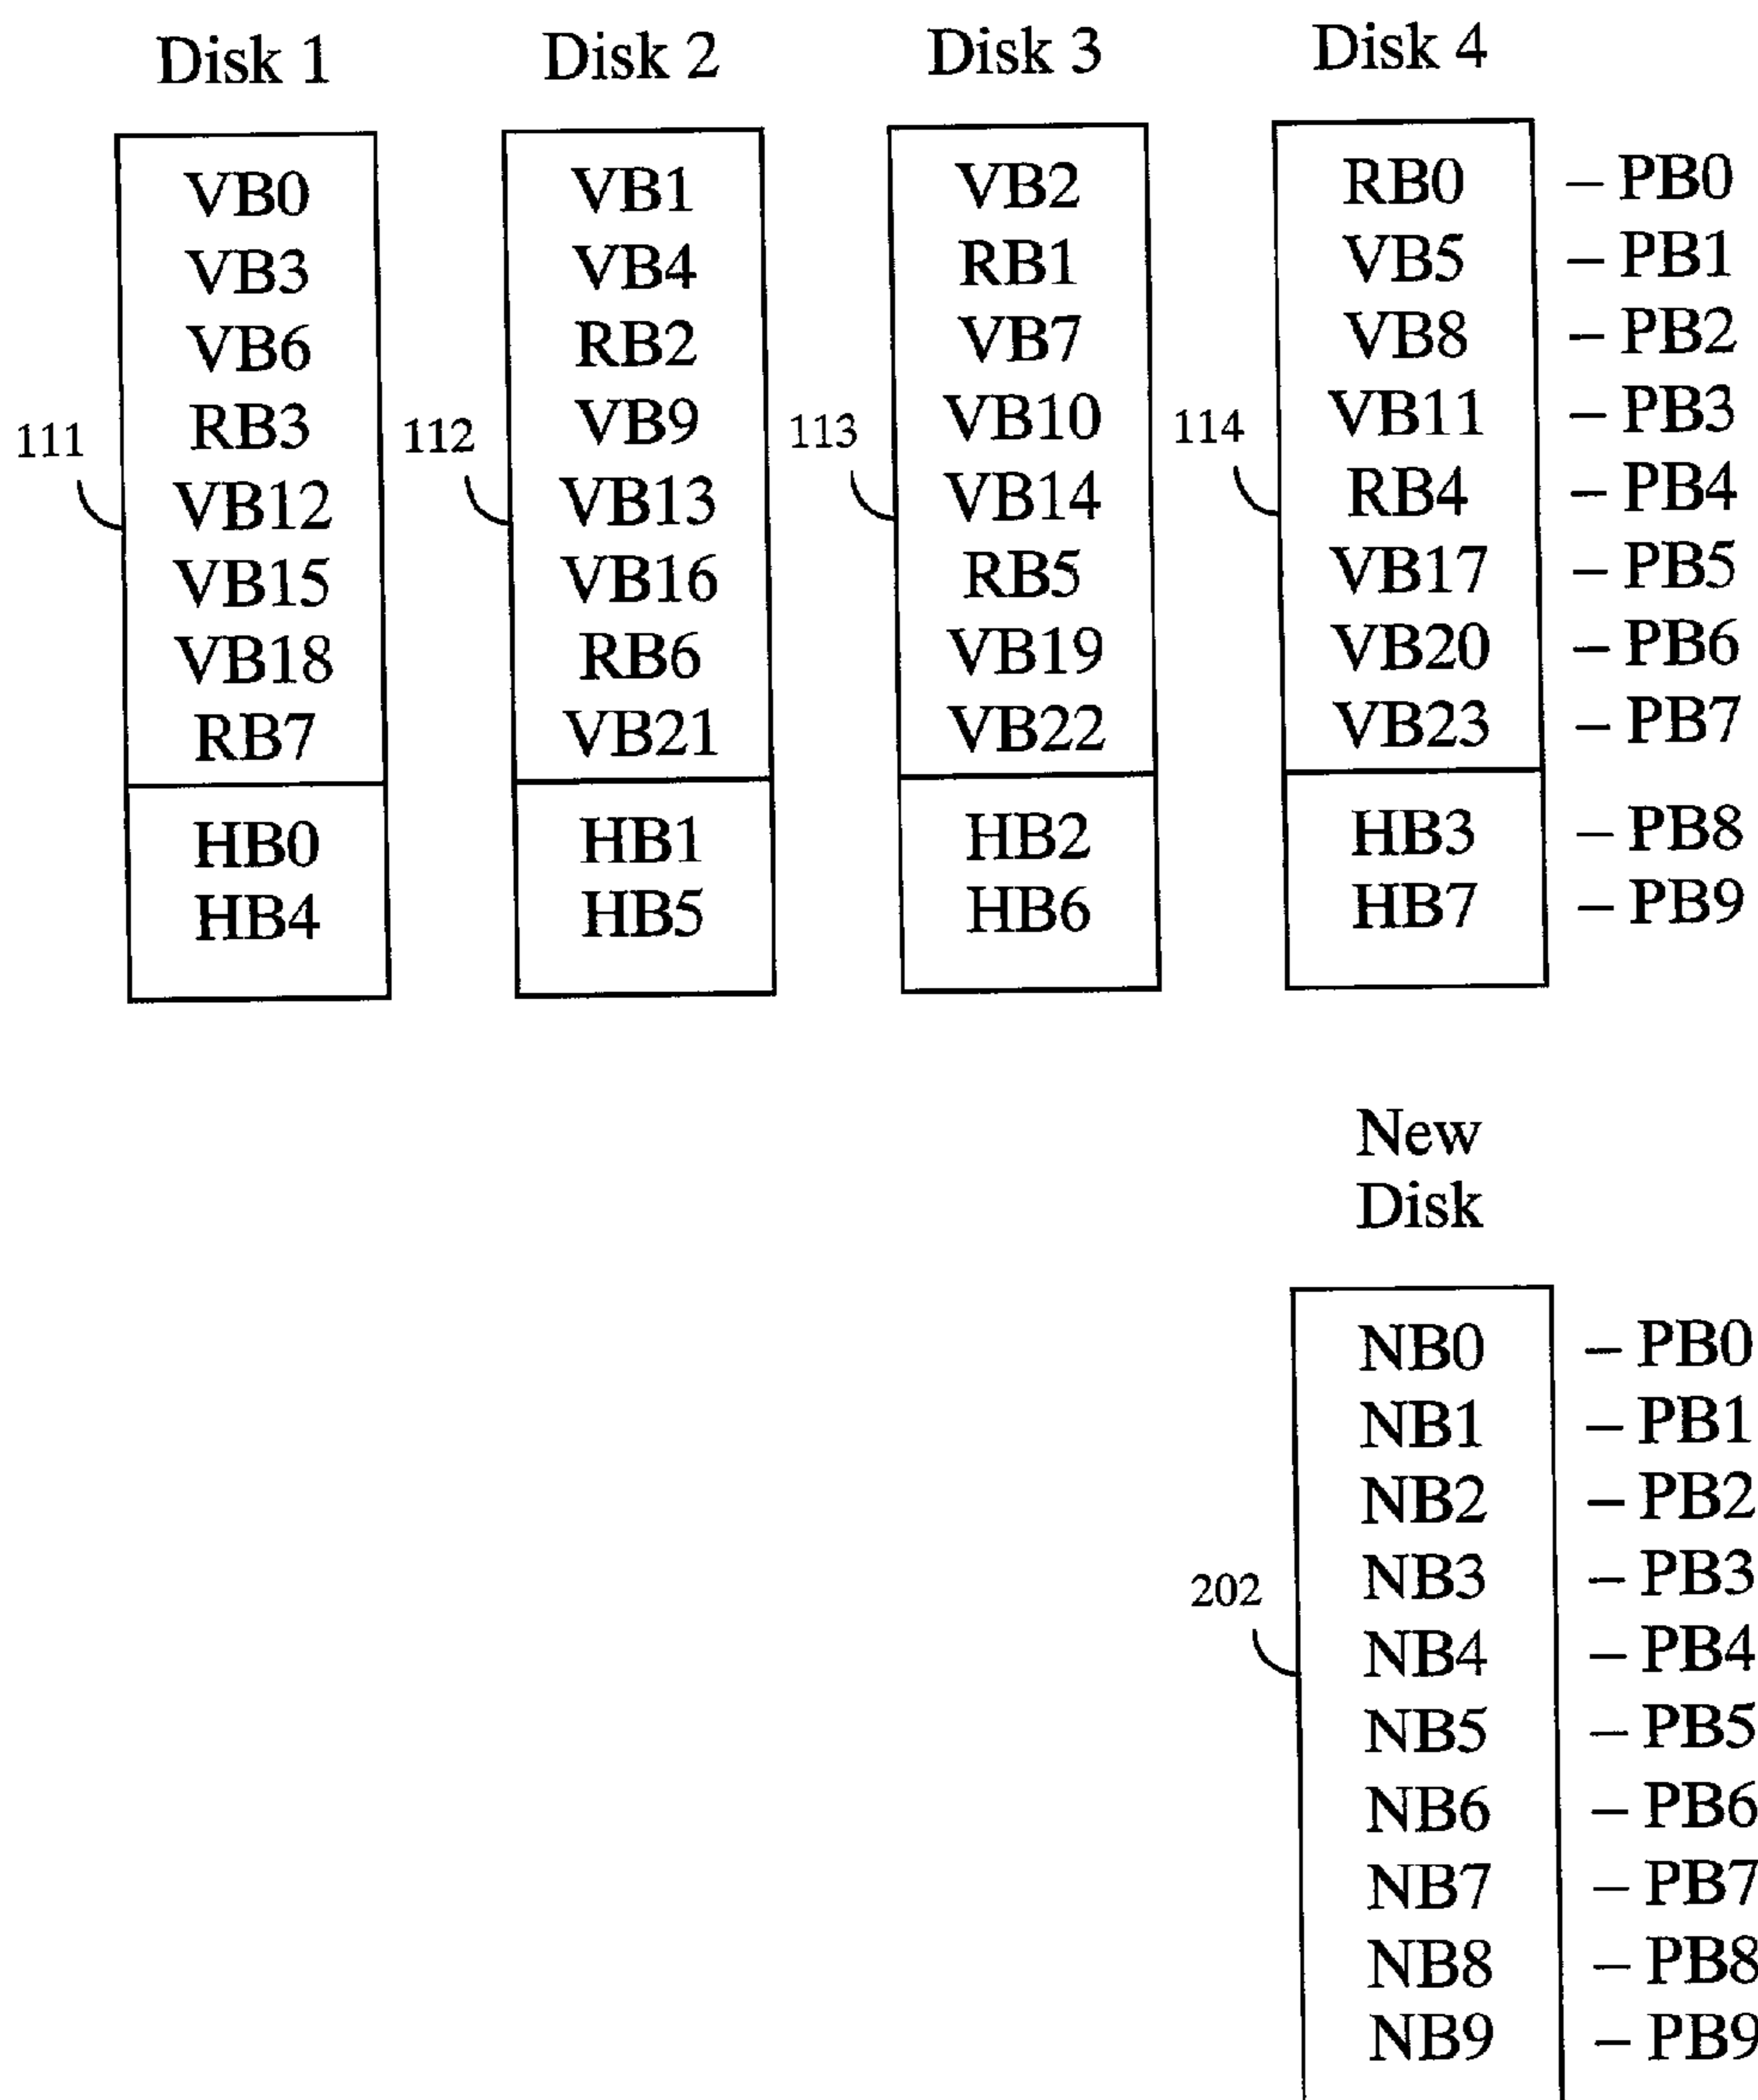 Disk 1 Disk 2 Disk 3 Disk 4
VB0 VB1 VB2 RB0 – PB0
VB3 VB4 RB1 VB5 – PB1
VB6 RB2 VB7 VB8 – PB2
111 RB3 112 VB9 113 VB10 114 VB11 – PB3
VB12 VB13 VB14 RB4 – PB4
VB15 VB16 RB5 VB17 – PB5
VB18 RB6 VB19 VB20 – PB6
RB7 VB21 VB22 VB23 – PB7
HB0 HB1 HB2 HB3 – PB8
HB4 HB5 HB6 HB7 – PB9
New
Disk
NB0 – PB0
NB1 – PB1
NB2 – PB2
202 NB3 – PB3
NB4 – PB4
NB5 – PB5
NB6 – PB6
NB7 – PB7
NB8 – PB8
NB9 – PB9